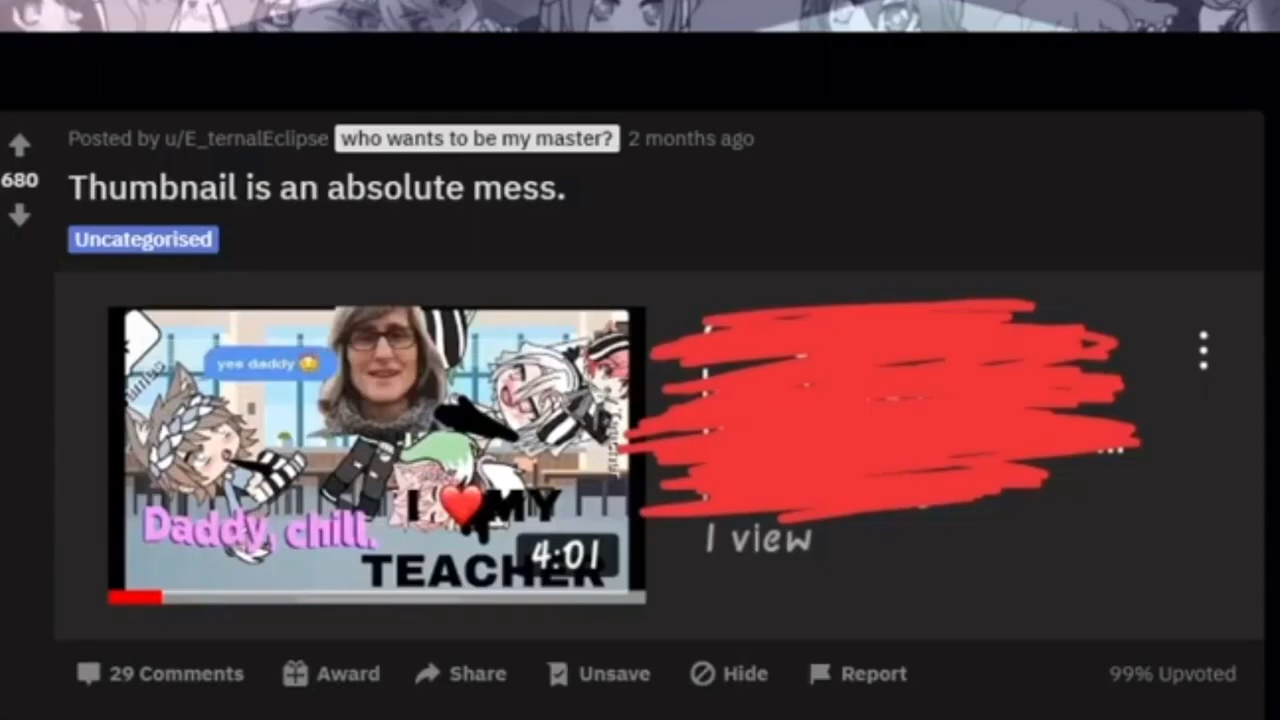 Posted by u/E_ternalEclipse who wants to be my master? 2 months ago
680
Thumbnail is an absolute mess.
Uncategorised
yes daddy 😳
Daddy, chill.
I ❤️ MY
TEACHER
4:01
1 view
29 Comments Award Share Unsave Hide Report 99% Upvoted